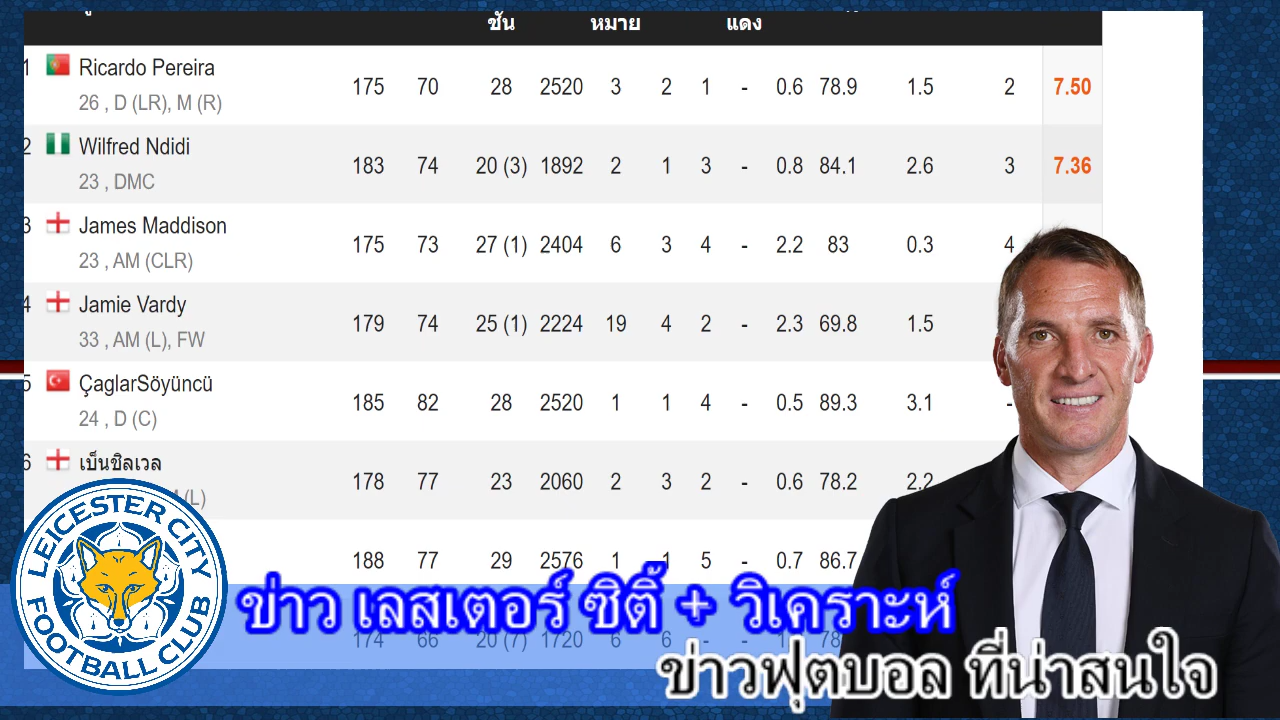 ชัน หมาย แดง
1 Ricardo Pereira 175 70 28 2520 3 2 1 - 0.6 78.9 1.5 2 7.50
26 , D (LR), M (R)
2 Wilfred Ndidi 183 74 20 (3) 1892 2 1 3 - 0.8 84.1 2.6 3 7.36
23 , DMC
3 James Maddison 175 73 27 (1) 2404 6 3 4 - 2.2 83 0.3 4
23 , AM (CLR)
4 Jamie Vardy 179 74 25 (1) 2224 19 4 2 - 2.3 69.8 1.5
33 , AM (L), FW
5 ÇaglarSöyüncü 185 82 28 2520 1 1 4 - 0.5 89.3 3.1 -
24 , D (C)
6 เบ็นชิลเวล 178 77 23 2060 2 3 2 - 0.6 78.2 2.2
(L)
188 77 29 2576 1 1 5 - 0.7 86.7
174 66 20 (7) 1720 6 6 - -
LEICESTER CITY
FOOTBALL CLUB
ข่าว เลสเตอร์ ซิตี้ + วิเคราะห์
ข่าวฟุตบอล ที่น่าสนใจ